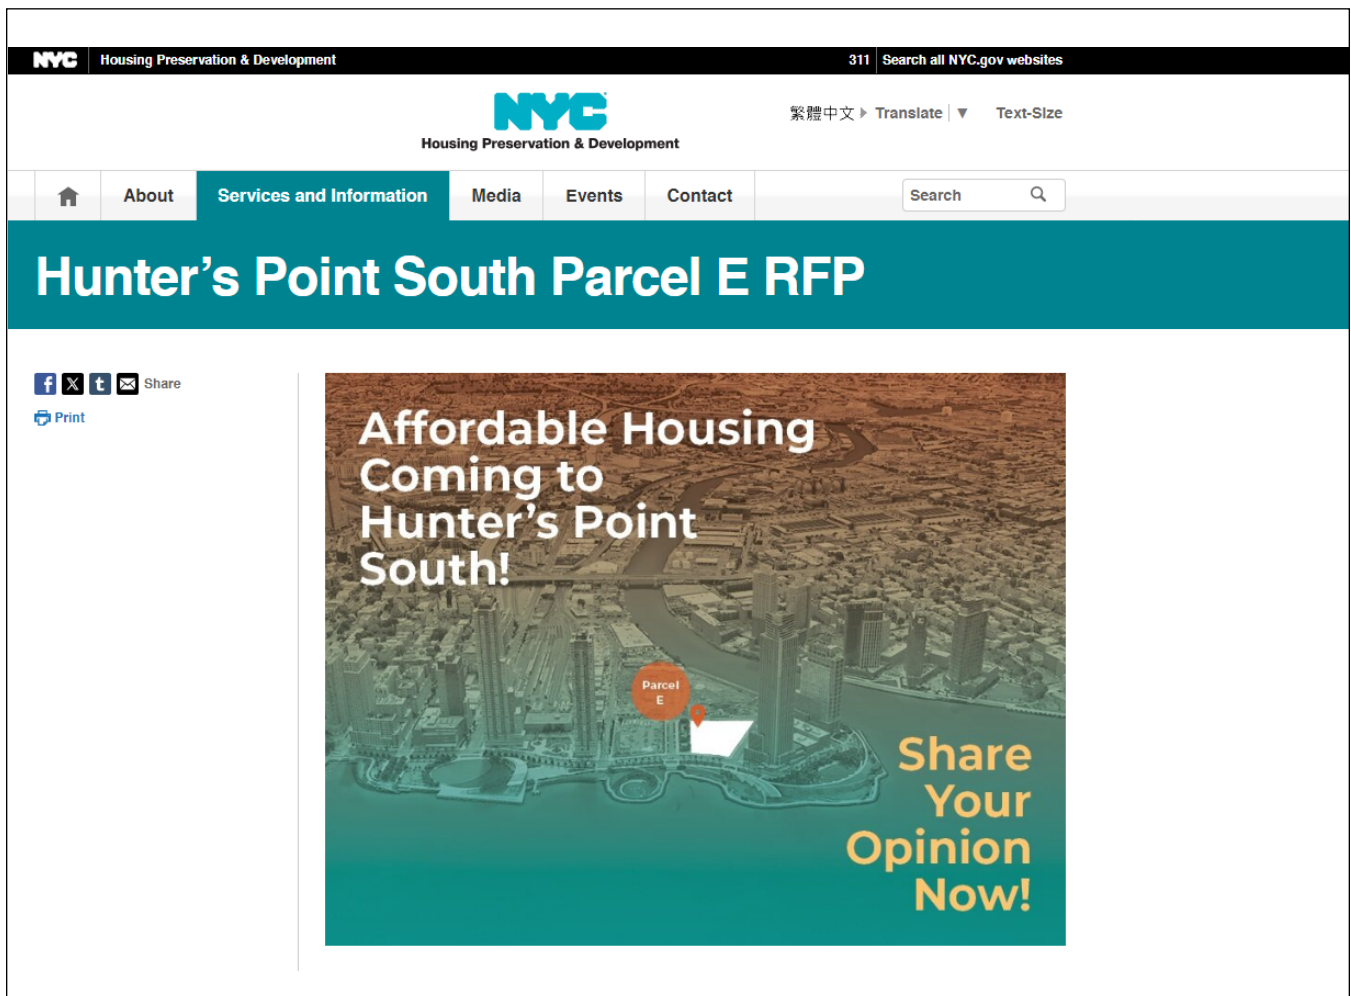 NYC Housing Preservation & Development 311 Search all NYC.gov websites
NYC
Housing Preservation & Development
繁體中文 Translate ▼ Text-Size
About Services and Information Media Events Contact Search
Hunter’s Point South Parcel E RFP
f X t Share
Print
Affordable Housing
Coming to
Hunter’s Point
South!
Parcel
E
Share
Your
Opinion
Now!